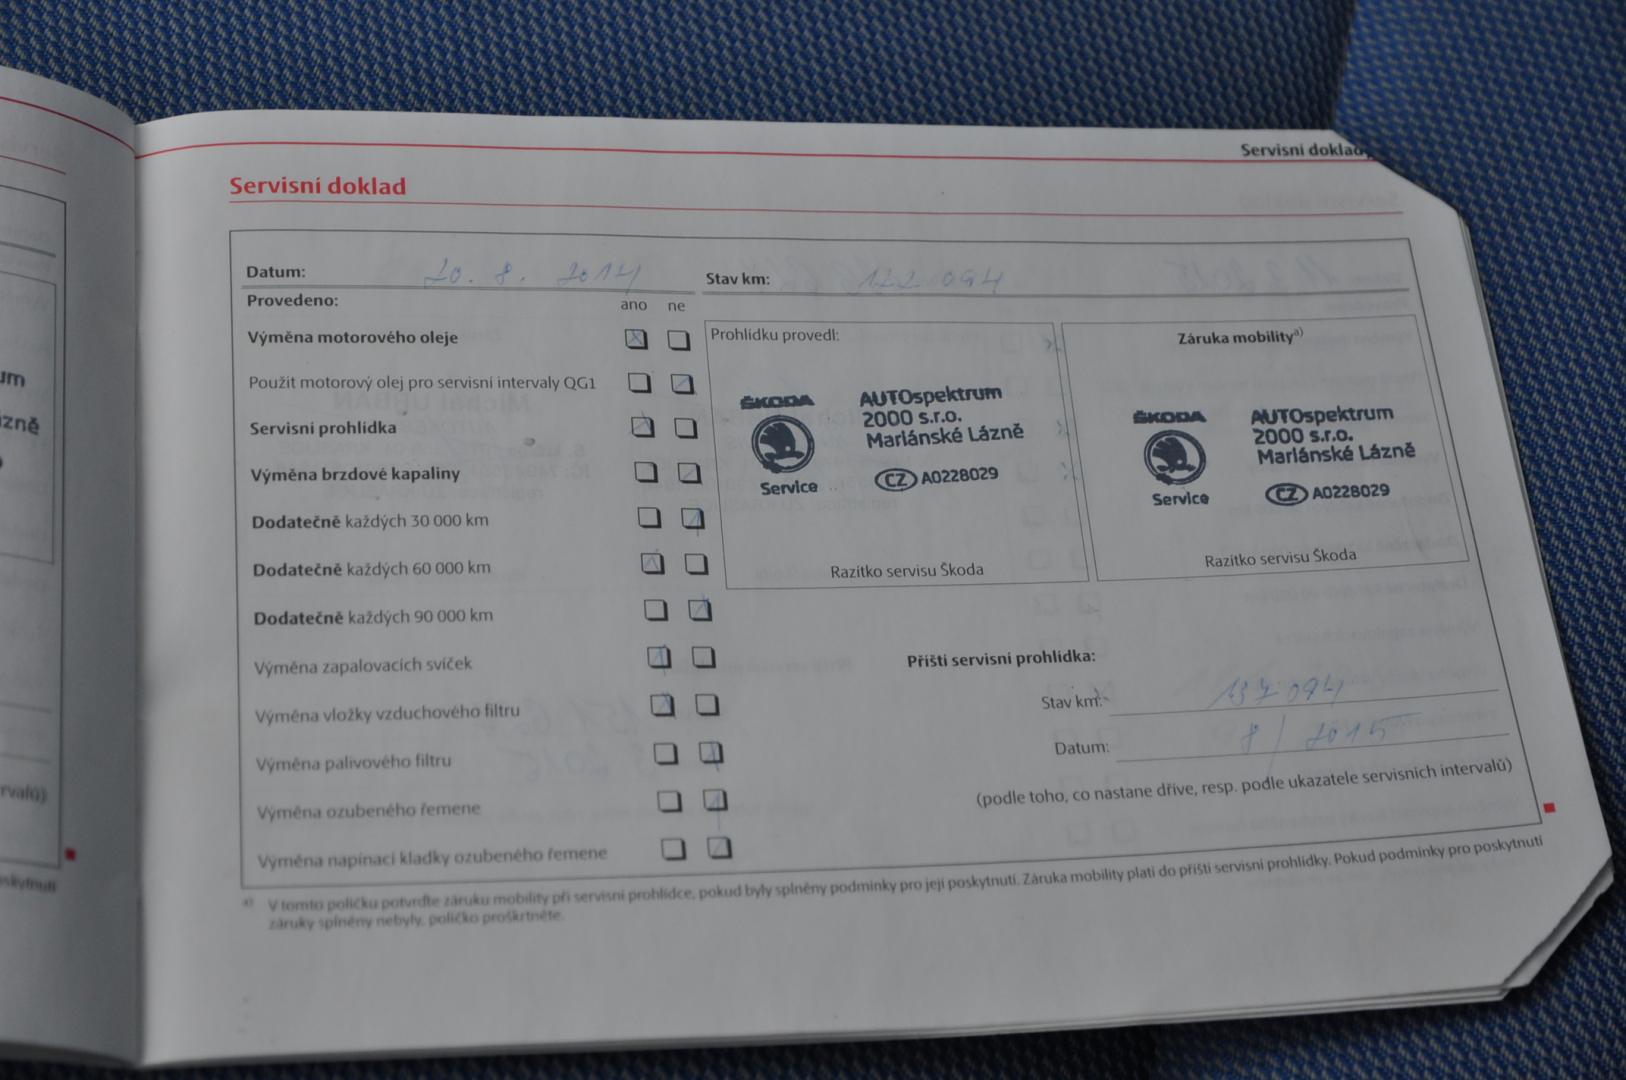 Servisní doklad
Servisní doklad
Datum: 20. 8. 2014 Stav km: 122 094
Provedeno: ano ne
Výměna motorového oleje
Použit motorový olej pro servisní intervaly QG1
Servisní prohlídka
Výměna brzdové kapaliny
Dodatečně každých 30 000 km
Dodatečně každých 60 000 km
Dodatečně každých 90 000 km
Výměna zapalovacích svíček
Výměna vložky vzduchového filtru
Výměna palivového filtru
Výměna ozubeného řemene
Výměna napínací kladky ozubeného řemene
Prohlídku provedl:
ŠKODA
Service
AUTOspektrum
2000 s.r.o.
Mariánské Lázně
CZ A0228029
Razítko servisu Škoda
Záruka mobility a)
ŠKODA
Service
AUTOspektrum
2000 s.r.o.
Mariánské Lázně
CZ A0228029
Razítko servisu Škoda
Příští servisní prohlídka:
Stav km: 137 094
Datum: 8 / 2015
(podle toho, co nastane dříve, resp. podle ukazatele servisních intervalů)
a) V tomto políčku potvrďte záruku mobility při servisní prohlídce, pokud byly splněny podmínky pro její poskytnutí. Záruka mobility platí do příští servisní prohlídky. Pokud podmínky pro poskytnutí
záruky splněny nebyly, políčko proškrtněte.